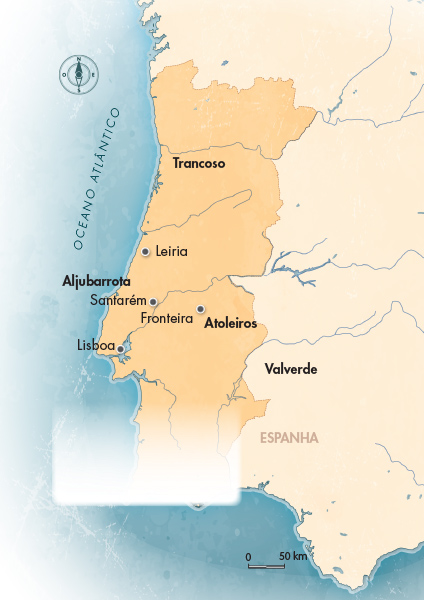 N
O E
S
OCEANO ATLÂNTICO
Trancoso
Leiria
Aljubarrota
Santarém
Fronteira
Atoleiros
Lisboa
Valverde
ESPANHA
0 50 km